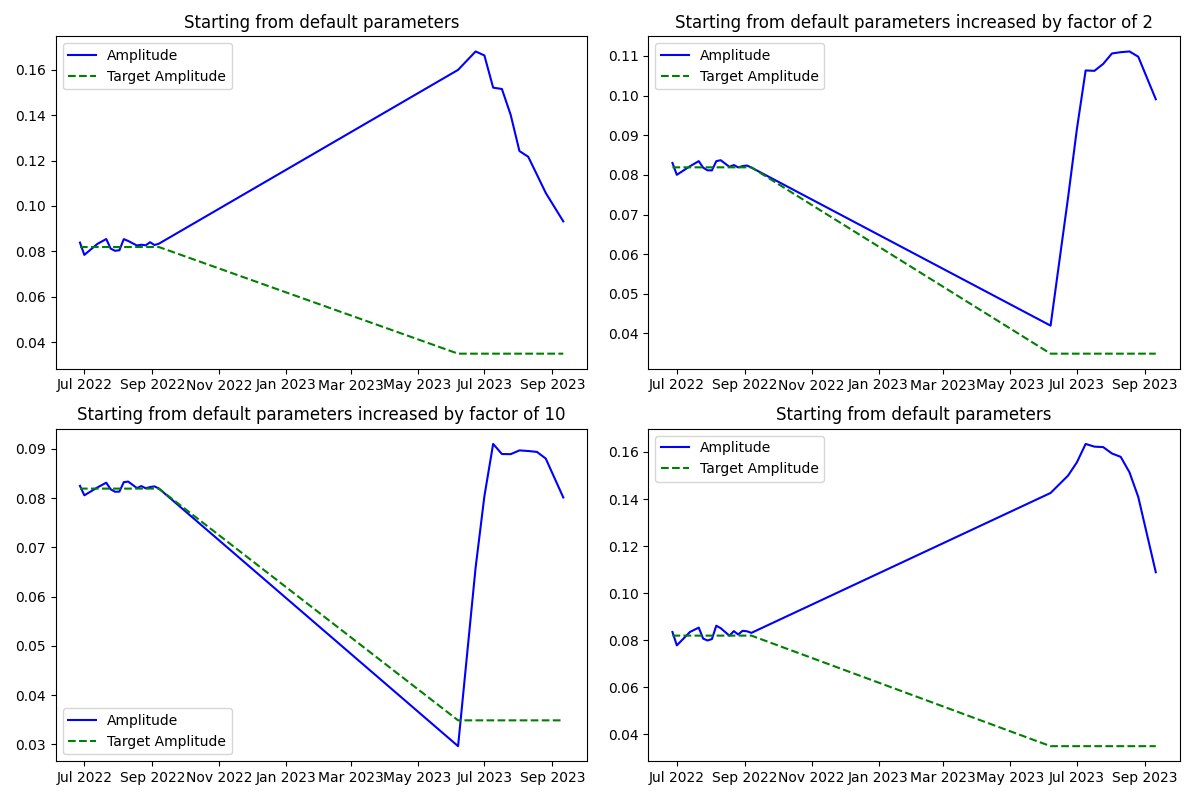 Starting from default parameters
Amplitude
Target Amplitude
0.16
0.14
0.12
0.10
0.08
0.06
0.04
Jul 2022 Sep 2022 Nov 2022 Jan 2023 Mar 2023 May 2023 Jul 2023 Sep 2023
Starting from default parameters increased by factor of 2
Amplitude
Target Amplitude
0.11
0.10
0.09
0.08
0.07
0.06
0.05
0.04
Jul 2022 Sep 2022 Nov 2022 Jan 2023 Mar 2023 May 2023 Jul 2023 Sep 2023
Starting from default parameters increased by factor of 10
0.09
0.08
0.07
0.06
0.05
0.04
0.03
Amplitude
Target Amplitude
Jul 2022 Sep 2022 Nov 2022 Jan 2023 Mar 2023 May 2023 Jul 2023 Sep 2023
Starting from default parameters
Amplitude
Target Amplitude
0.16
0.14
0.12
0.10
0.08
0.06
0.04
Jul 2022 Sep 2022 Nov 2022 Jan 2023 Mar 2023 May 2023 Jul 2023 Sep 2023